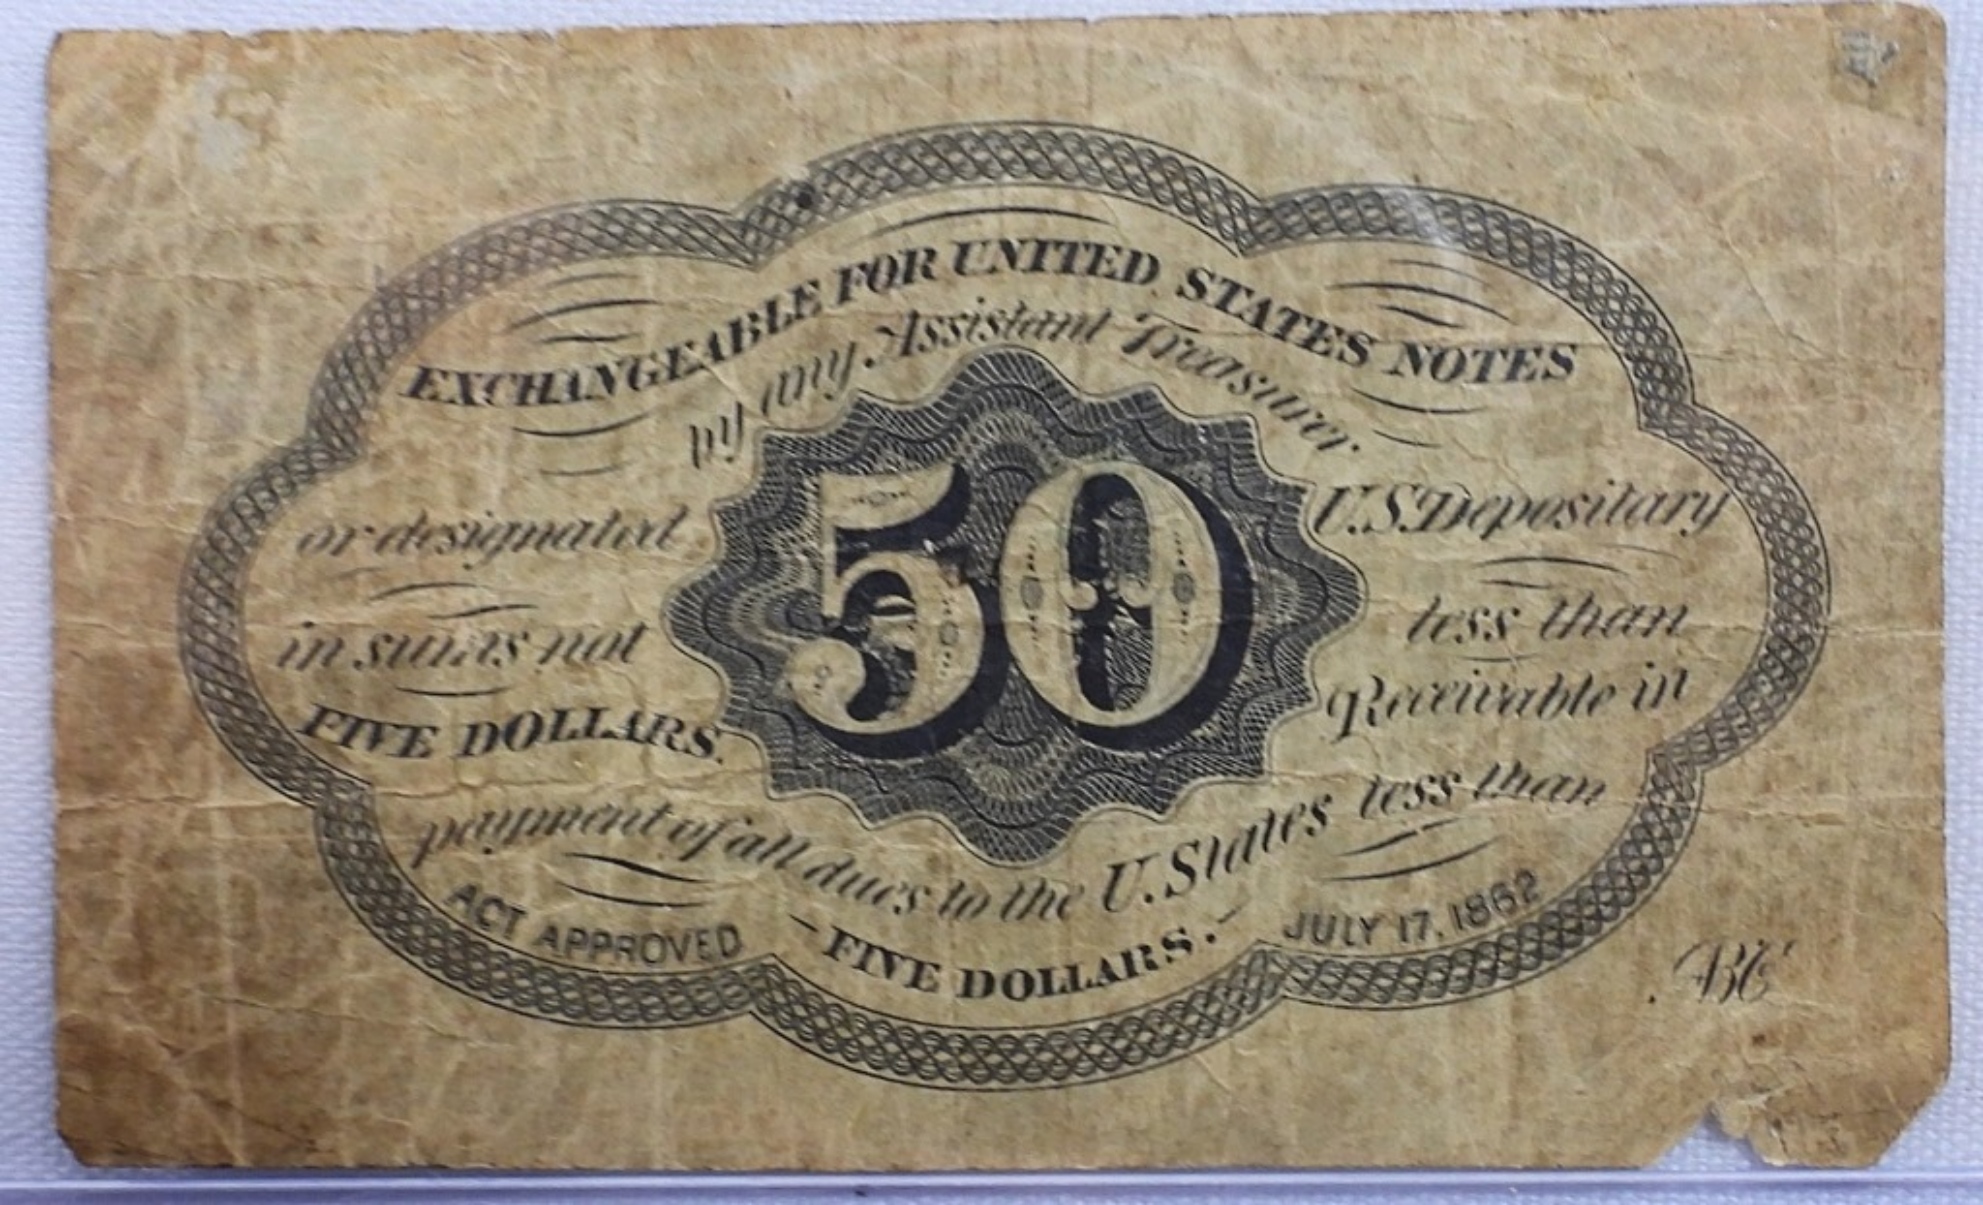 EXCHANGEABLE FOR UNITED STATES NOTES
by any Assistant Treasurer
or designated U.S. Depositary
in sums not less than
FIVE DOLLARS. Receivable in
payment of all dues to the U. States less than
FIVE DOLLARS.
ACT APPROVED JULY 17, 1862
50